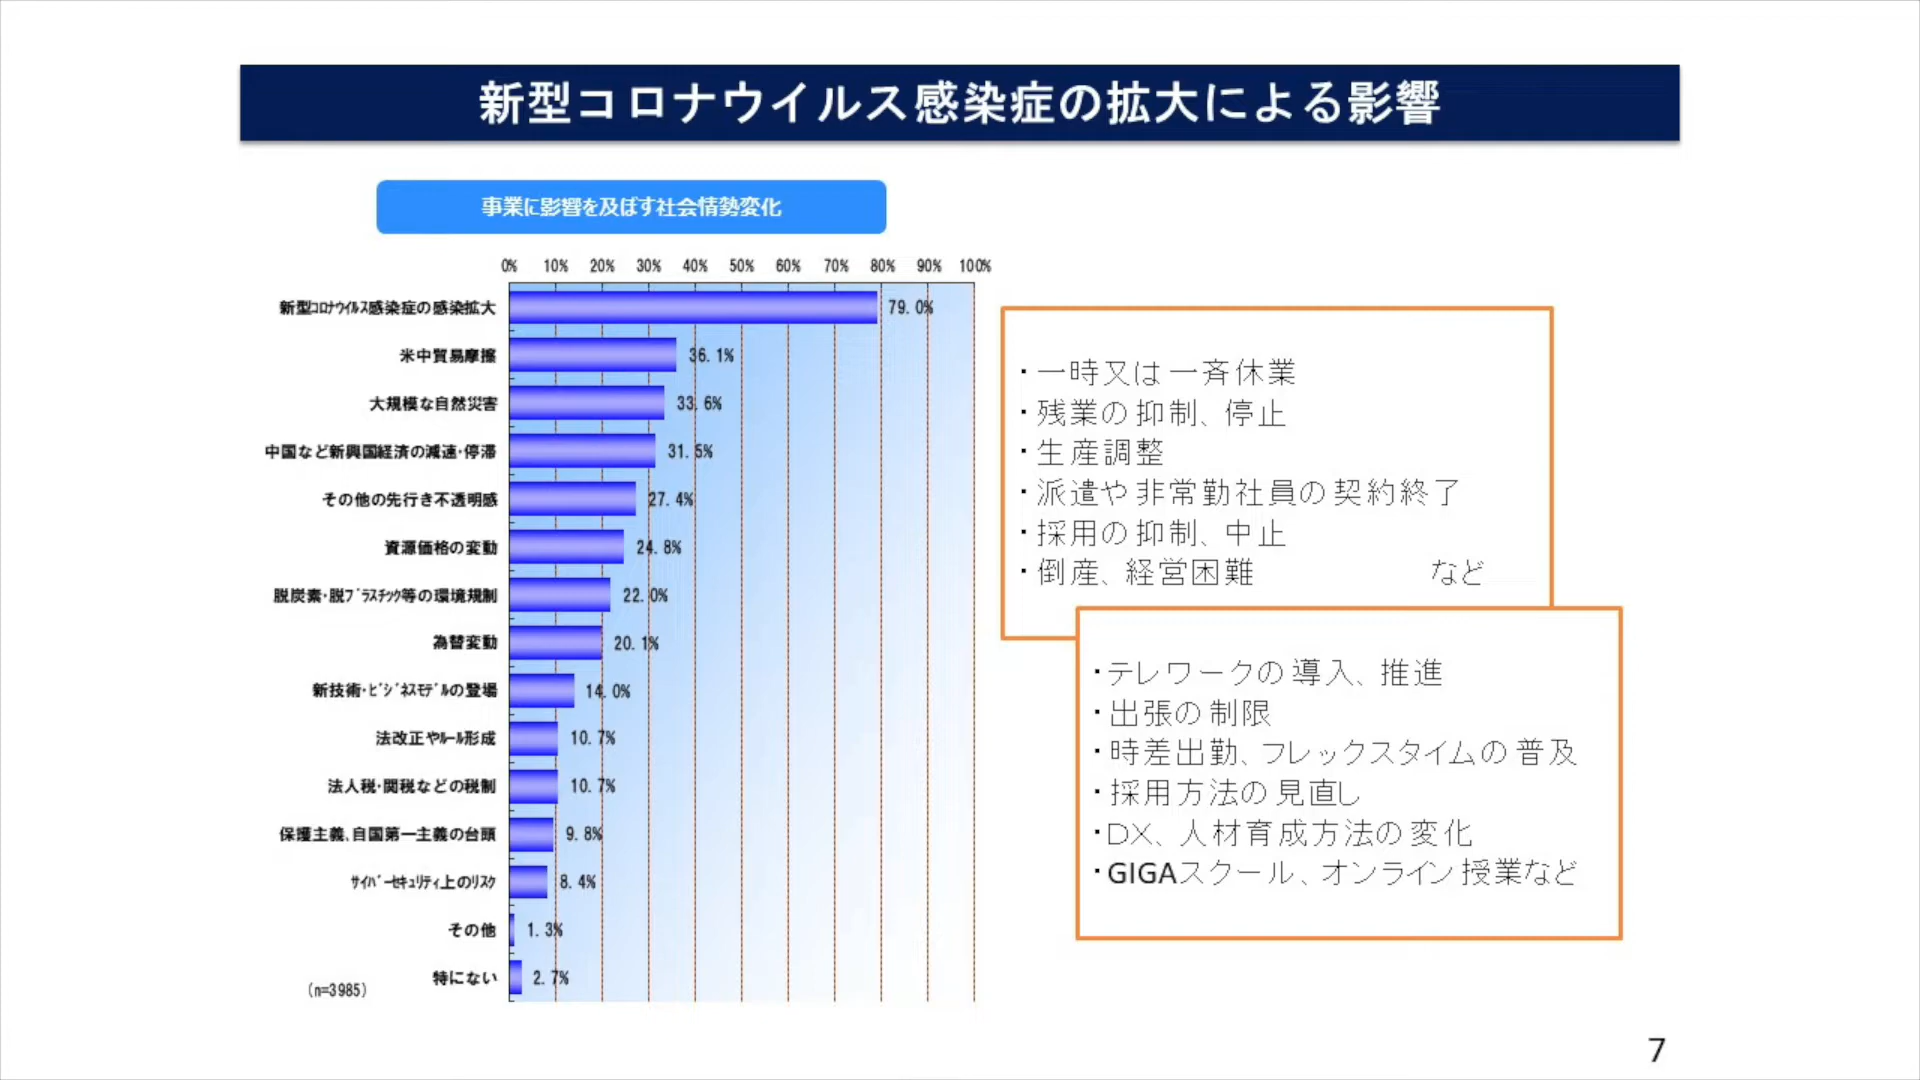 新型コロナウイルス感染症の拡大による影響
事業に影響を及ぼす社会情勢変化
0% 10% 20% 30% 40% 50% 60% 70% 80% 90% 100%
新型コロナウイルス感染症の感染拡大 79.0%
米中貿易摩擦 36.1%
大規模な自然災害 33.6%
中国など新興国経済の減速・停滞 31.5%
その他の先行き不透明感 27.4%
資源価格の変動 24.8%
脱炭素・脱プラスチック等の環境規制 22.0%
為替変動 20.1%
新技術・ビジネスモデルの登場 14.0%
法改正やルール形成 10.7%
法人税・関税などの税制 10.7%
保護主義、自国第一主義の台頭 9.8%
サイバーセキュリティ上のリスク 8.4%
その他 1.3%
特にない 2.7%
(n=3985)
・一時又は一斉休業
・残業の抑制、停止
・生産調整
・派遣や非常勤社員の契約終了
・採用の抑制、中止
・倒産、経営困難 など
・テレワークの導入、推進
・出張の制限
・時差出勤、フレックスタイムの普及
・採用方法の見直し
・DX、人材育成方法の変化
・GIGAスクール、オンライン授業など
7